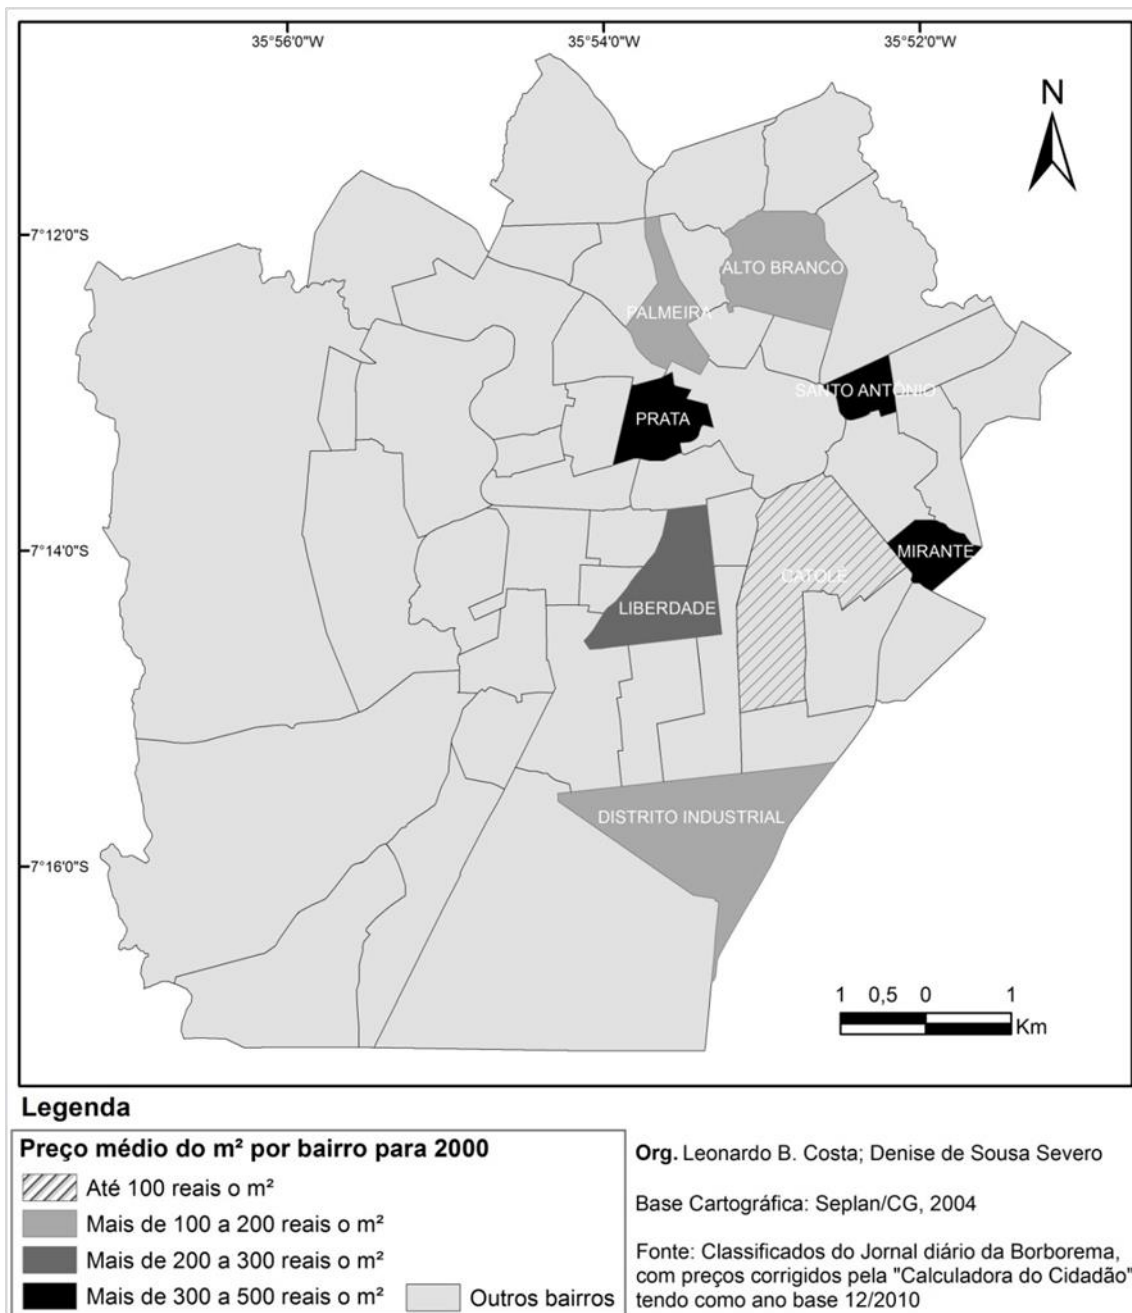 35°56'0"W
35°54'0"W
35°52'0"W
N
7°12'0"S
ALTO BRANCO
PALMEIRA
SANTO ANTÔNIO
PRATA
7°14'0"S
MIRANTE
CATOLÉ
LIBERDADE
DISTRITO INDUSTRIAL
7°16'0"S
1 0,5 0 1
Km
Legenda
Preço médio do m² por bairro para 2000
Até 100 reais o m²
Mais de 100 a 200 reais o m²
Mais de 200 a 300 reais o m²
Mais de 300 a 500 reais o m²
Outros bairros
Org. Leonardo B. Costa; Denise de Sousa Severo
Base Cartográfica: Seplan/CG, 2004
Fonte: Classificados do Jornal diário da Borborema,
com preços corrigidos pela "Calculadora do Cidadão"
tendo como ano base 12/2010